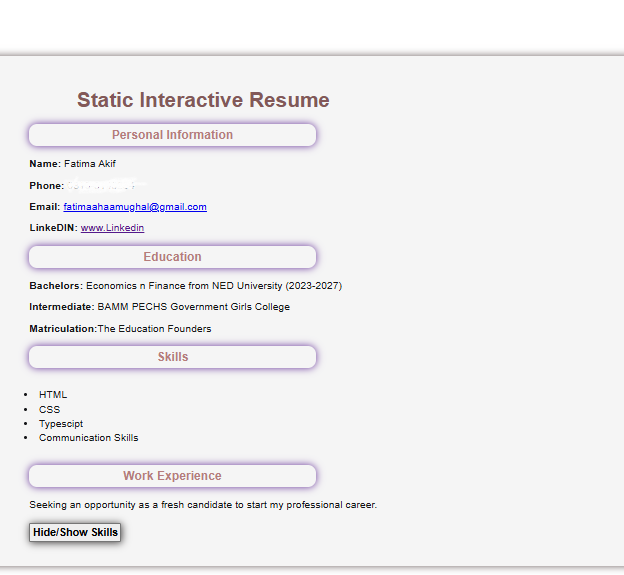 Static Interactive Resume
Personal Information
Name: Fatima Akif
Phone:
Email: fatimaahaamughal@gmail.com
LinkeDIN: www.Linkedin
Education
Bachelors: Economics n Finance from NED University (2023-2027)
Intermediate: BAMM PECHS Government Girls College
Matriculation:The Education Founders
Skills
HTML
CSS
Typescipt
Communication Skills
Work Experience
Seeking an opportunity as a fresh candidate to start my professional career.
Hide/Show Skills